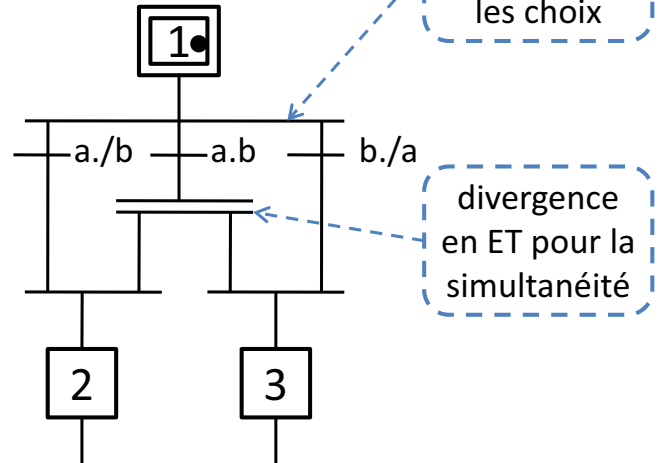 les choix
1
a./b a.b b./a
divergence
en ET pour la
simultanéité
2 3